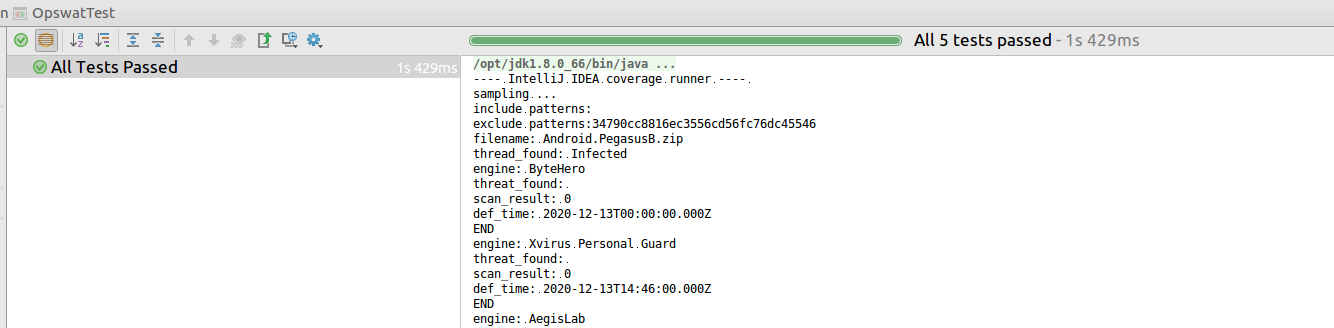 n OpswatTest
All 5 tests passed - 1s 429ms
All Tests Passed 1s 429ms
/opt/jdk1.8.0_66/bin/java ...
---- IntelliJ IDEA coverage runner ----
sampling ...
include patterns:
exclude patterns:34790cc8816ec3556cd56fc76dc45546
filename: Android.PegasusB.zip
thread_found: Infected
engine: ByteHero
threat_found:
scan_result: 0
def_time: 2020-12-13T00:00:00.000Z
END
engine: Xvirus Personal Guard
threat_found:
scan_result: 0
def_time: 2020-12-13T14:46:00.000Z
END
engine: AegisLab